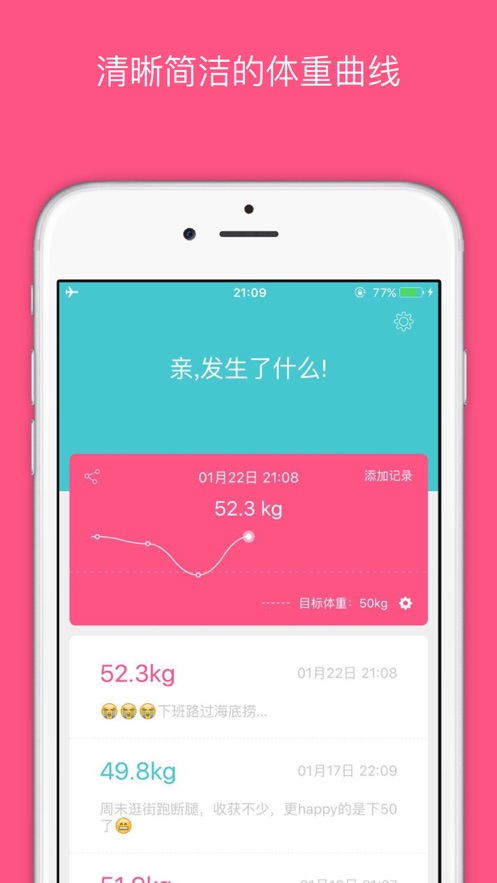 清晰简洁的体重曲线
21:09
77%
亲,发生了什么!
01月22日 21:08
添加记录
52.3 kg
目标体重: 50kg
52.3kg
01月22日 21:08
😭😭😭下班路过海底捞...
49.8kg
01月17日 22:09
周末逛街跑断腿，收获不少，更happy的是下50
了😁